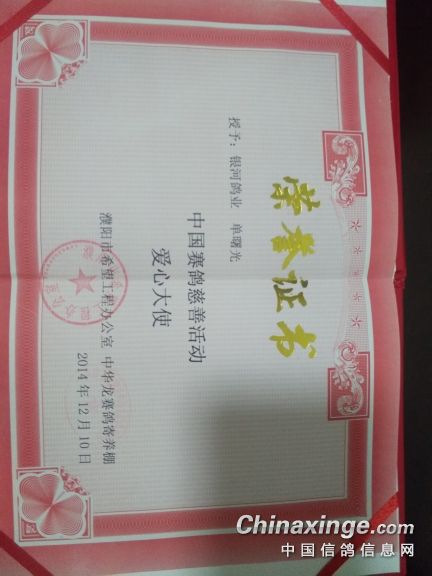 荣誉证书
授予：银河鸽业 单曙光
中国赛鸽慈善活动
爱心大使
濮阳市希望工程办公室 中华龙赛鸽寄养棚
2014年12月10日
Chinaxinge.com
中国信鸽信息网